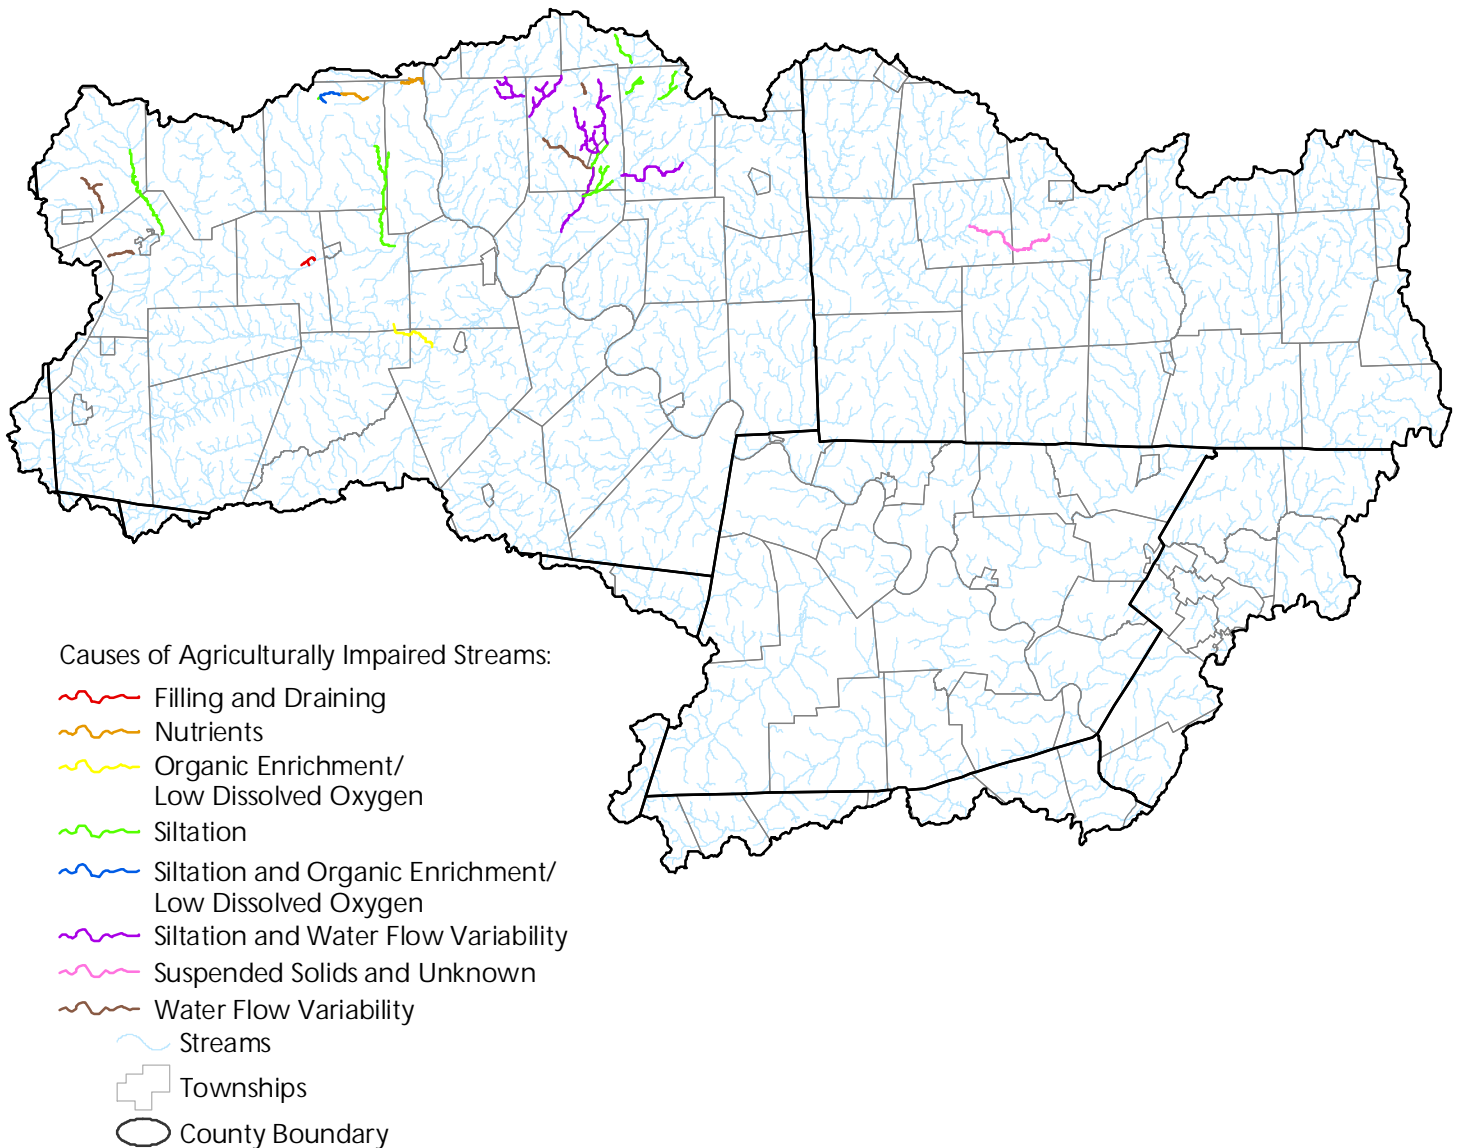 Causes of Agriculturally Impaired Streams:
Filling and Draining
Nutrients
Organic Enrichment/
Low Dissolved Oxygen
Siltation
Siltation and Organic Enrichment/
Low Dissolved Oxygen
Siltation and Water Flow Variability
Suspended Solids and Unknown
Water Flow Variability
Streams
Townships
County Boundary